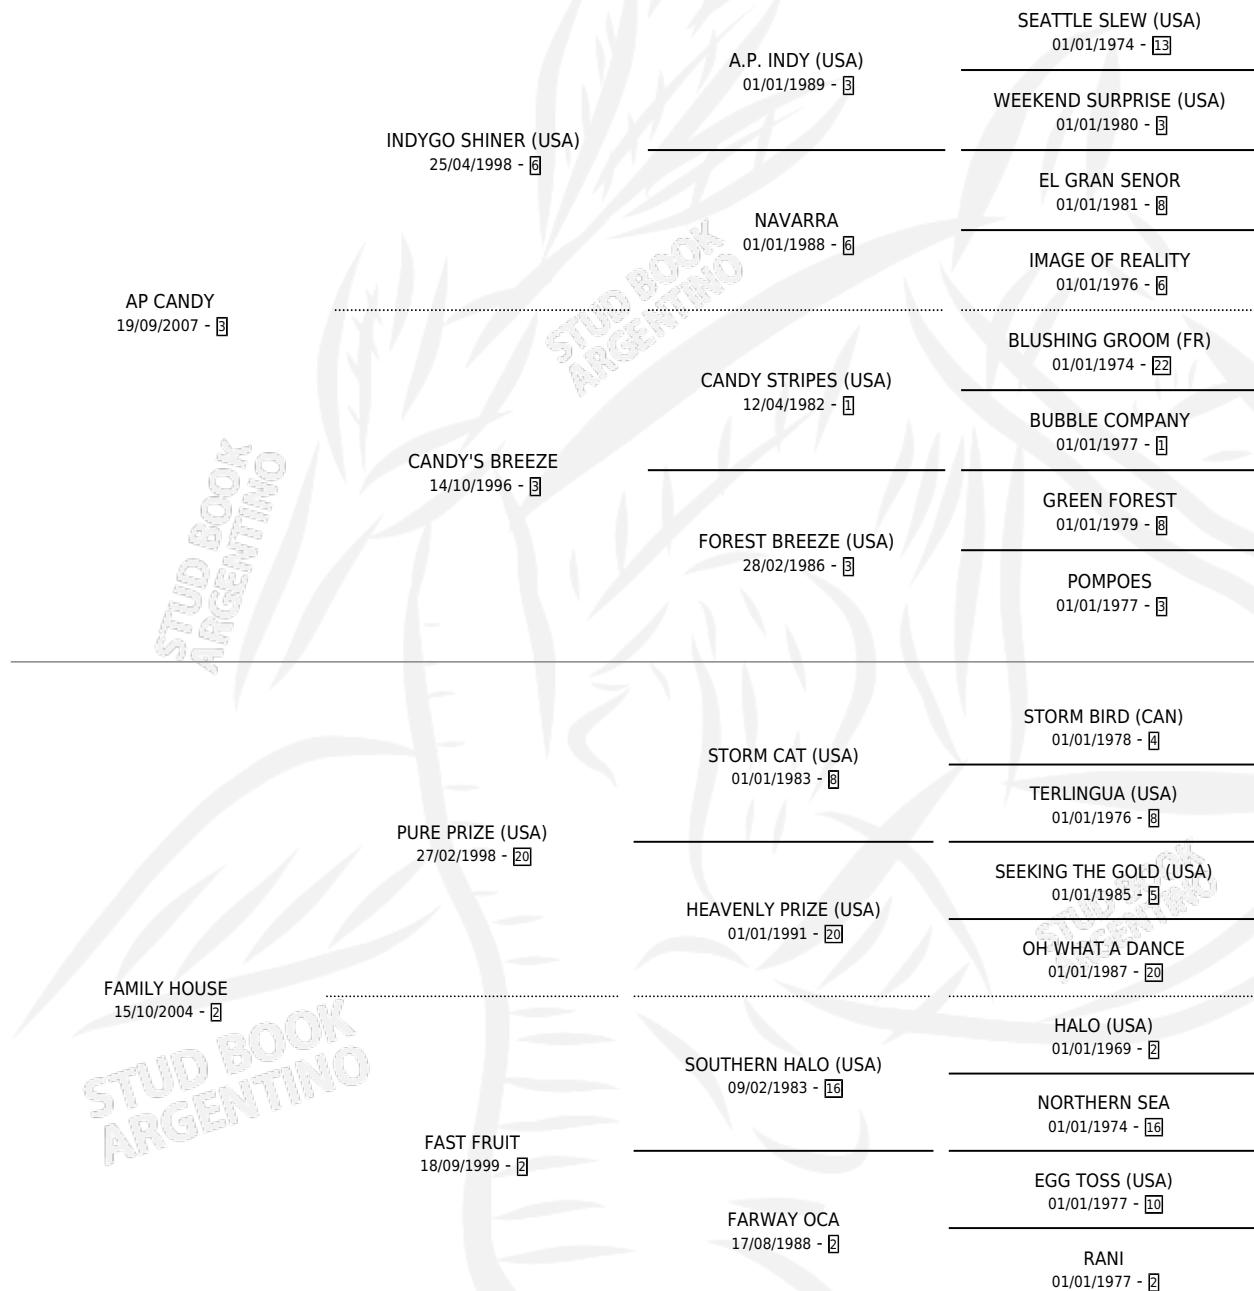 SEATTLE SLEW (USA)
01/01/1974 - 13
A.P. INDY (USA)
01/01/1989 - 3
WEEKEND SURPRISE (USA)
01/01/1980 - 3
INDYGO SHINER (USA)
25/04/1998 - 6
EL GRAN SENOR
01/01/1981 - 8
NAVARRA
01/01/1988 - 6
IMAGE OF REALITY
01/01/1976 - 6
AP CANDY
19/09/2007 - 3
BLUSHING GROOM (FR)
01/01/1974 - 22
CANDY STRIPES (USA)
12/04/1982 - 1
BUBBLE COMPANY
01/01/1977 - 1
CANDY'S BREEZE
14/10/1996 - 3
GREEN FOREST
01/01/1979 - 8
FOREST BREEZE (USA)
28/02/1986 - 3
POMPOES
01/01/1977 - 3
STORM BIRD (CAN)
01/01/1978 - 4
STORM CAT (USA)
01/01/1983 - 8
TERLINGUA (USA)
01/01/1976 - 8
PURE PRIZE (USA)
27/02/1998 - 20
SEEKING THE GOLD (USA)
01/01/1985 - 5
HEAVENLY PRIZE (USA)
01/01/1991 - 20
OH WHAT A DANCE
01/01/1987 - 20
FAMILY HOUSE
15/10/2004 - 2
HALO (USA)
01/01/1969 - 2
SOUTHERN HALO (USA)
09/02/1983 - 16
NORTHERN SEA
01/01/1974 - 16
FAST FRUIT
18/09/1999 - 2
EGG TOSS (USA)
01/01/1977 - 10
FARWAY OCA
17/08/1988 - 2
RANI
01/01/1977 - 2
STUD BOOK
ARGENTINO
STUD BOOK
ARGENTINO
STUD BOOK
ARGENTINO
STUD BOOK
ARGENTINO